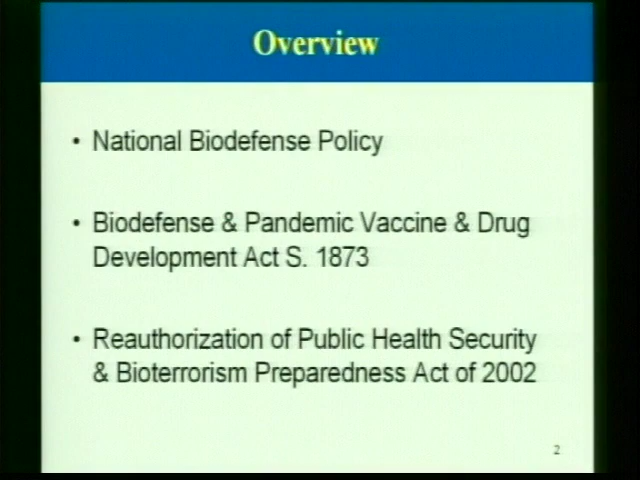 Overview
• National Biodefense Policy
• Biodefense & Pandemic Vaccine & Drug
Development Act S. 1873
• Reauthorization of Public Health Security
& Bioterrorism Preparedness Act of 2002
2